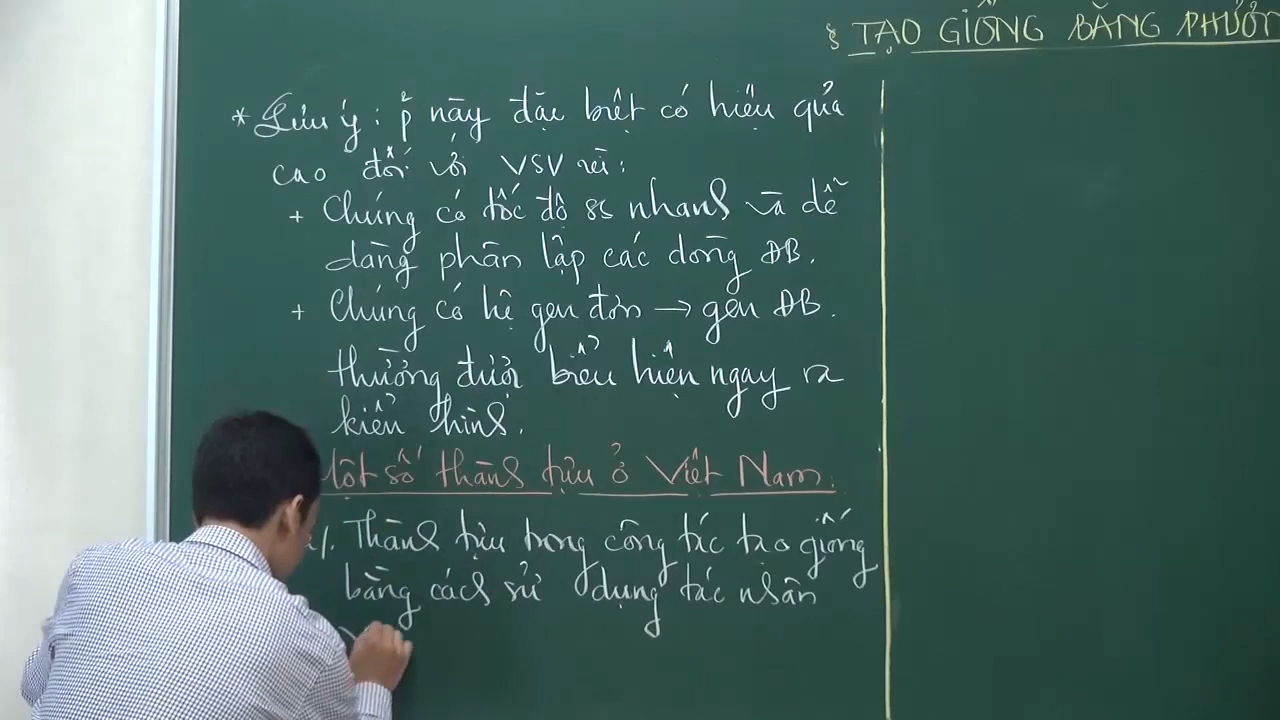 § TẠO GIỐNG BẰNG PHƯƠN
* Lưu ý: p² này đặc biệt có hiệu quả
cao đối với VSV vì:
+ Chúng có tốc độ ss nhanh và dễ
dàng phân lập các dòng ĐB.
+ Chúng có hệ gen đơn → gen ĐB.
thường được biểu hiện ngay ra
kiểu hình.
một số thành tựu ở Việt Nam:
a/. Thành tựu trong công tác tạo giống
bằng cách sử dụng tác nhân